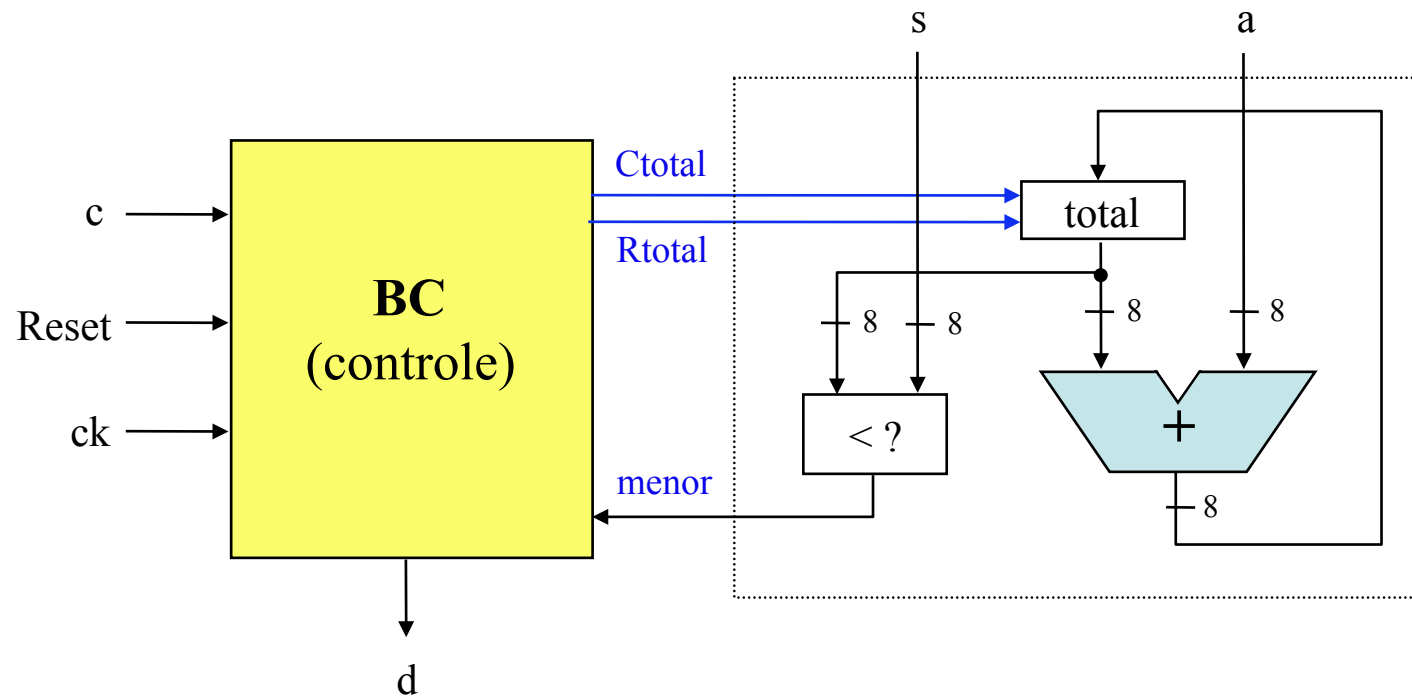 s
a
Ctotal
c
total
Rtotal
BC
8
8
8
8
Reset
(controle)
ck
< ?
+
menor
8
d